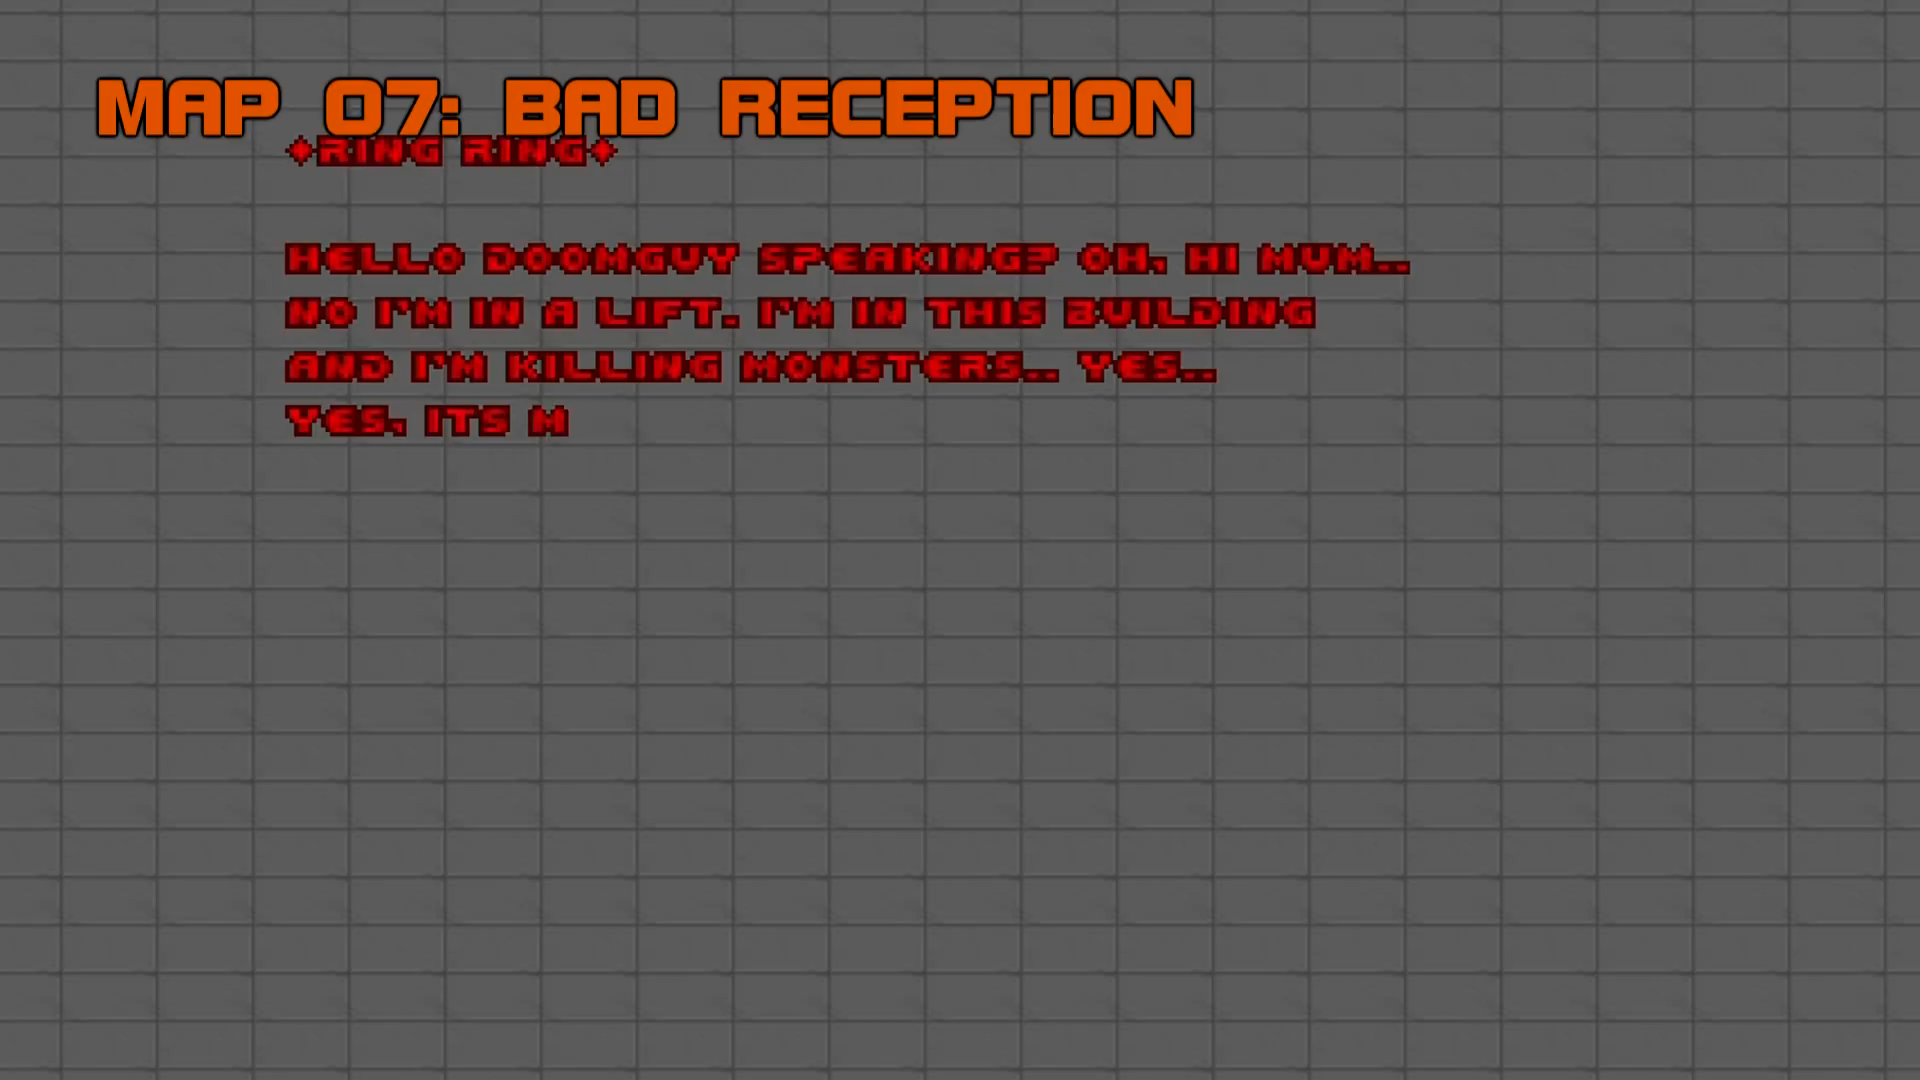 MAP 07: BAD RECEPTION
*RING RING*
HELLO DOOMGUY SPEAKING? OH, HI MUM..
NO I'M IN A LIFT. I'M IN THIS BUILDING
AND I'M KILLING MONSTERS.. YES..
YES, ITS M